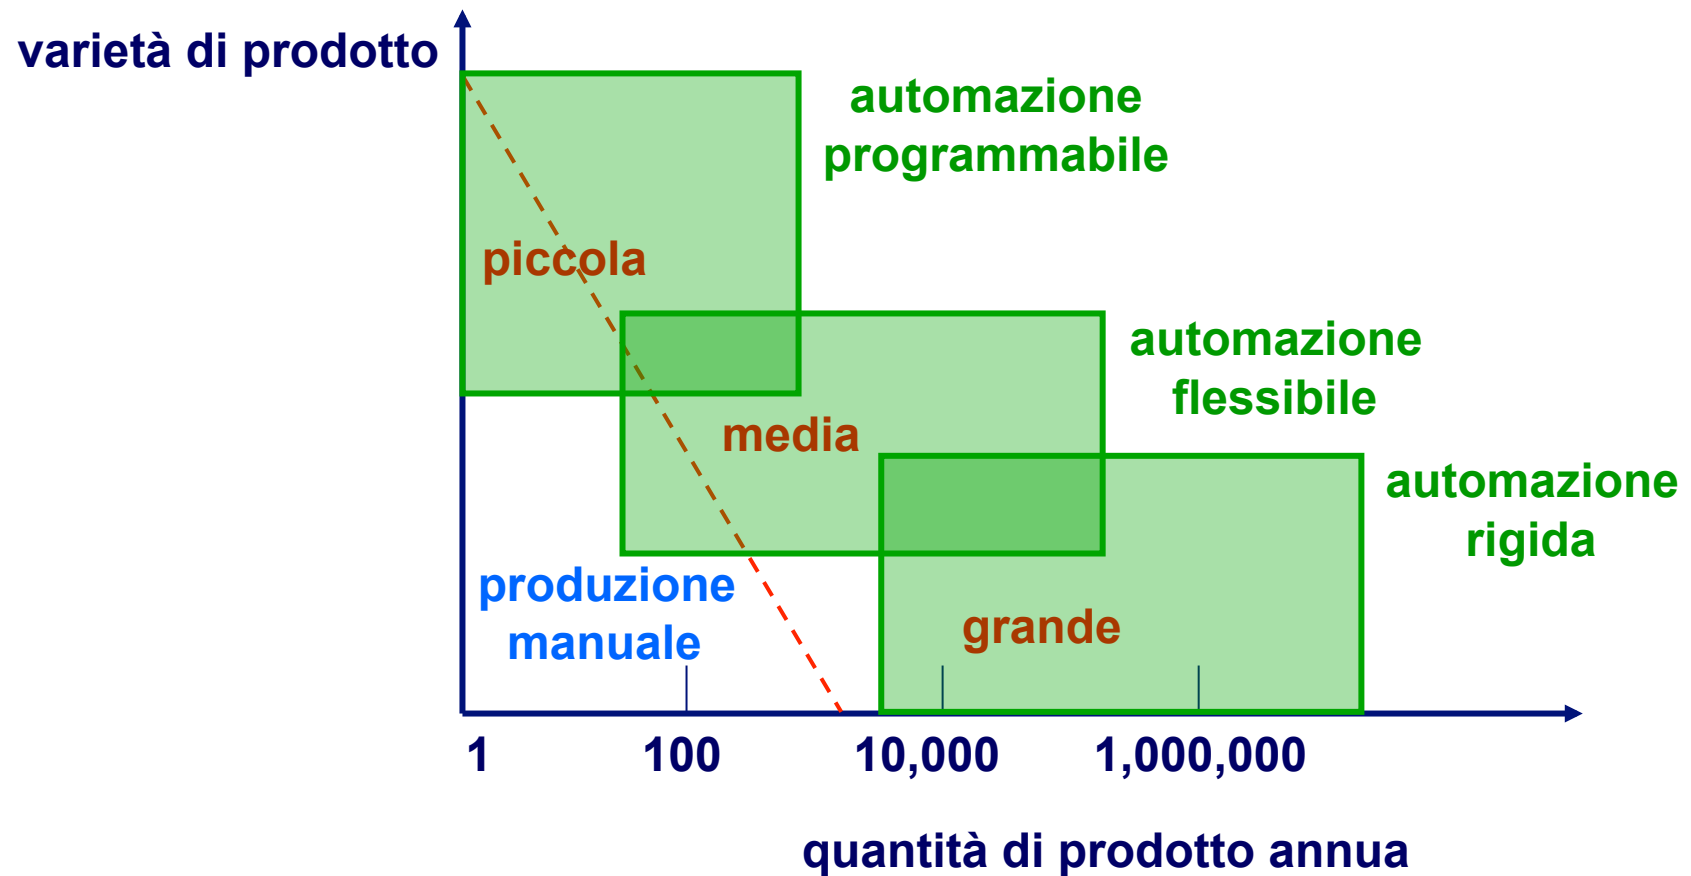 varietà di prodotto
automazione
programmabile
piccola
automazione
flessibile
media
automazione
rigida
produzione
manuale
grande
1
100
10,000
1,000,000
quantità di prodotto annua